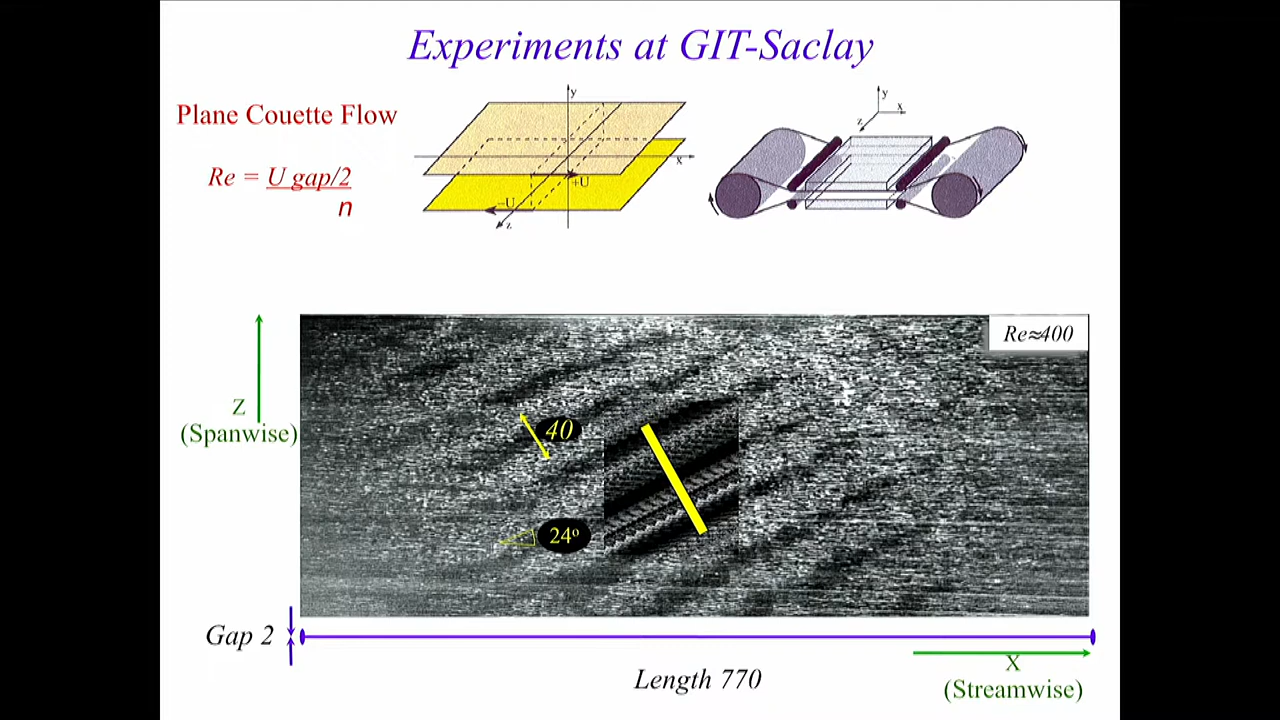 Experiments at GIT-Saclay
Plane Couette Flow
Re = U gap/2
n
y
x
+U
-U
z
y
x
z
Re≈400
Z
(Spanwise)
40
24º
Gap 2
X
(Streamwise)
Length 770